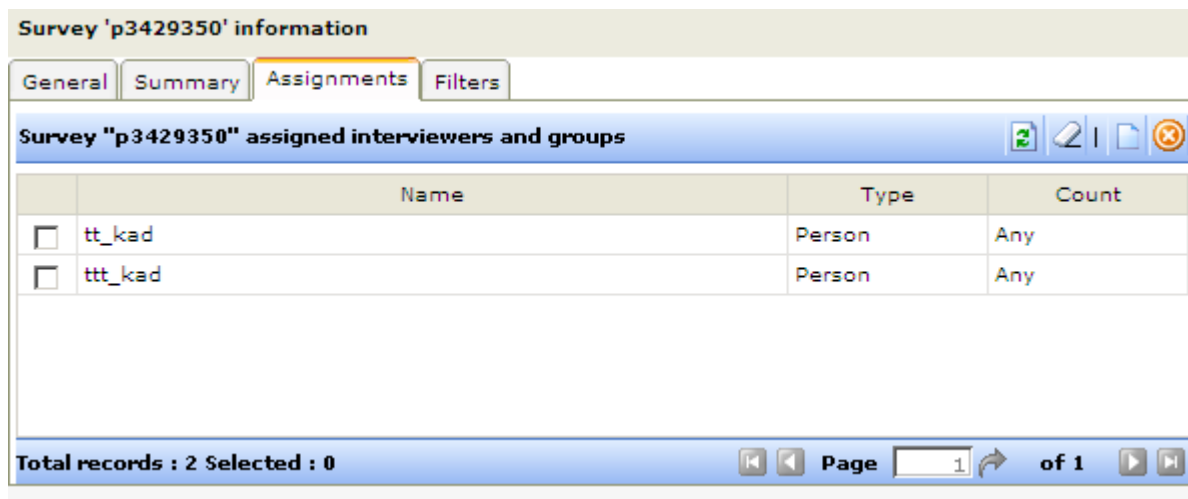 Survey 'p3429350' information
General Summary Assignments Filters
Survey "p3429350" assigned interviewers and groups
Name Type Count
tt_kad Person Any
ttt_kad Person Any
Total records : 2 Selected : 0 Page 1 of 1